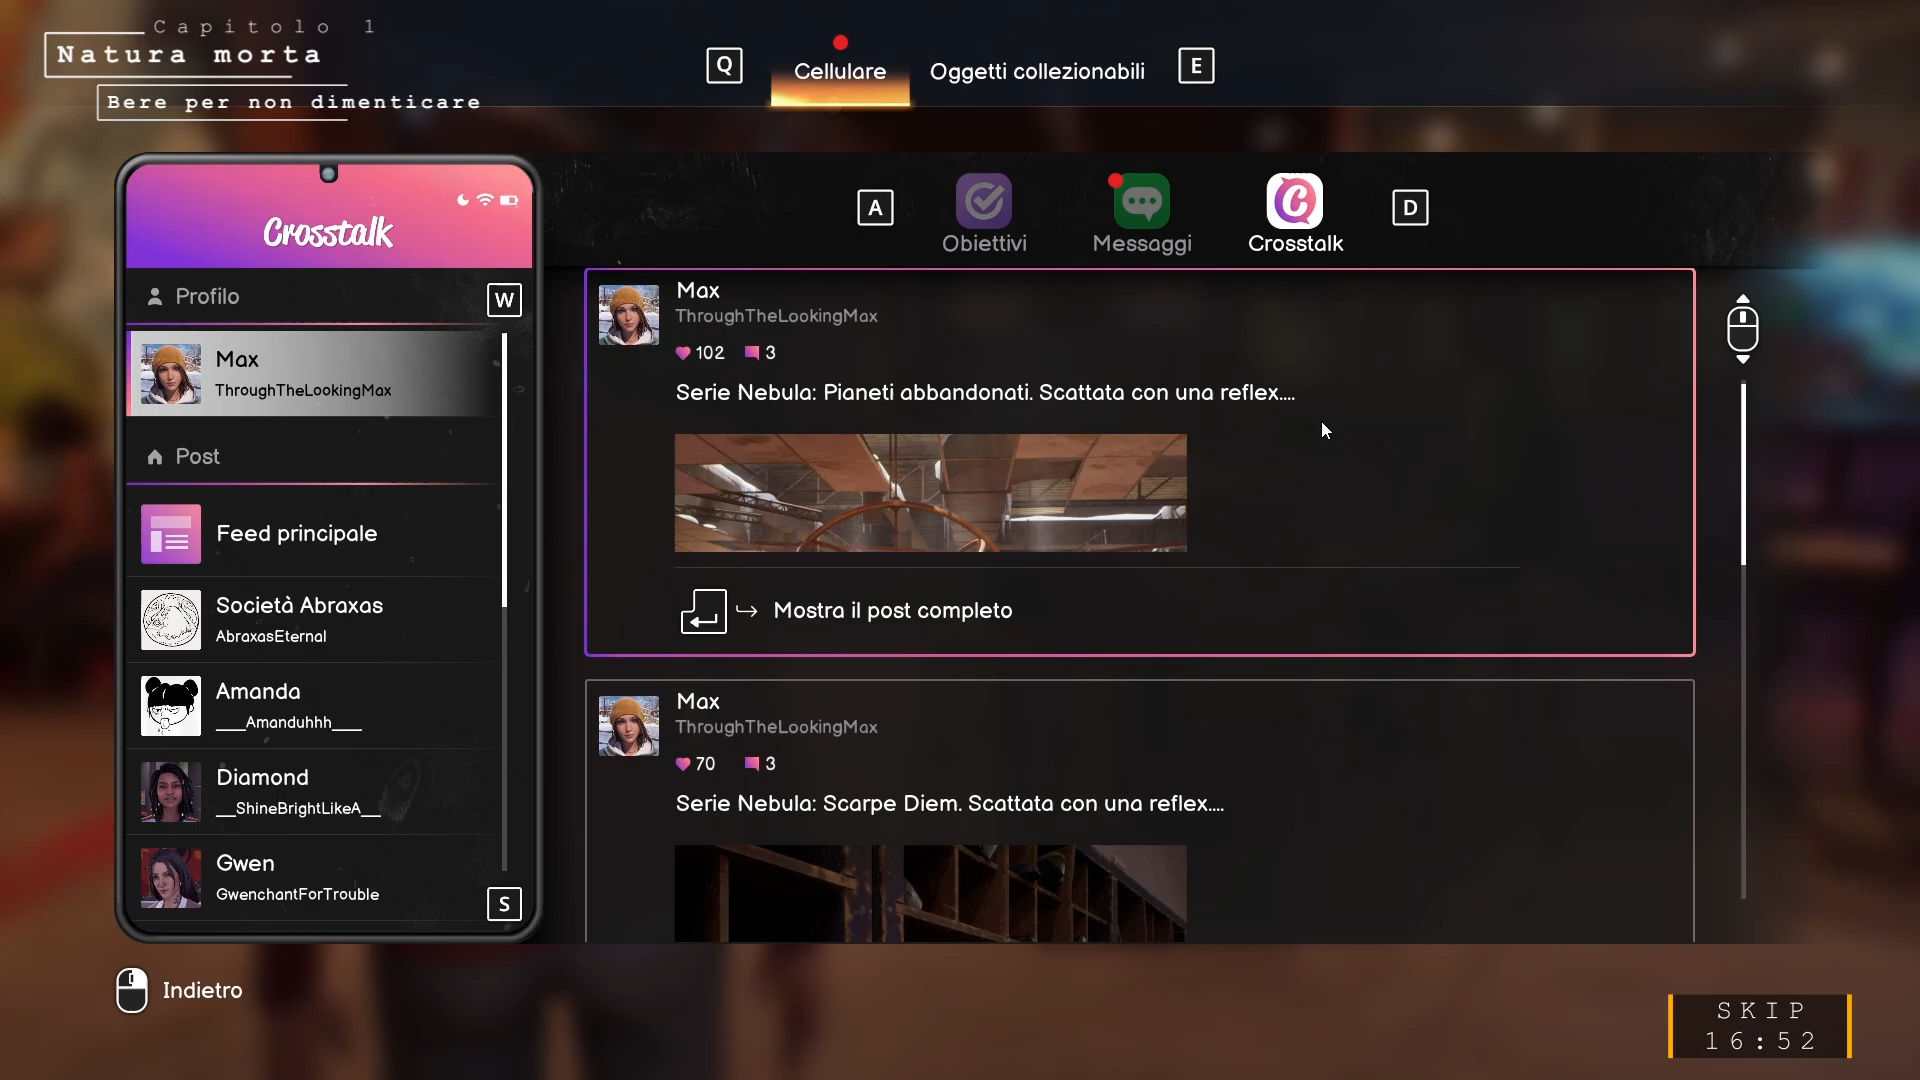 Capitolo 1
Natura morta
Bere per non dimenticare
Q
Cellulare
Oggetti collezionabili
E
Crosstalk
A
Obiettivi
Messaggi
Crosstalk
D
Profilo
W
Max
ThroughTheLookingMax
Post
Feed principale
Società Abraxas
AbraxasEternal
Amanda
___Amanduhhh___
Diamond
__ShineBrightLikeA__
Gwen
GwenchantForTrouble
S
Max
ThroughTheLookingMax
102 3
Serie Nebula: Pianeti abbandonati. Scattata con una reflex....
Mostra il post completo
Max
ThroughTheLookingMax
70 3
Serie Nebula: Scarpe Diem. Scattata con una reflex....
Indietro
SKIP
16:52